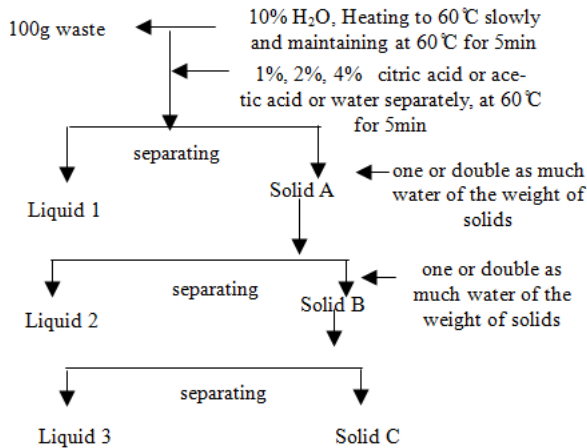 100g waste
10% H₂O, Heating to 60℃ slowly
and maintaining at 60℃ for 5min
1%, 2%, 4% citric acid or ace-
tic acid or water separately, at 60℃
for 5min
separating
Liquid 1
Solid A
one or double as much
water of the weight of
solids
separating
Liquid 2
Solid B
one or double as
much water of the
weight of solids
separating
Liquid 3
Solid C